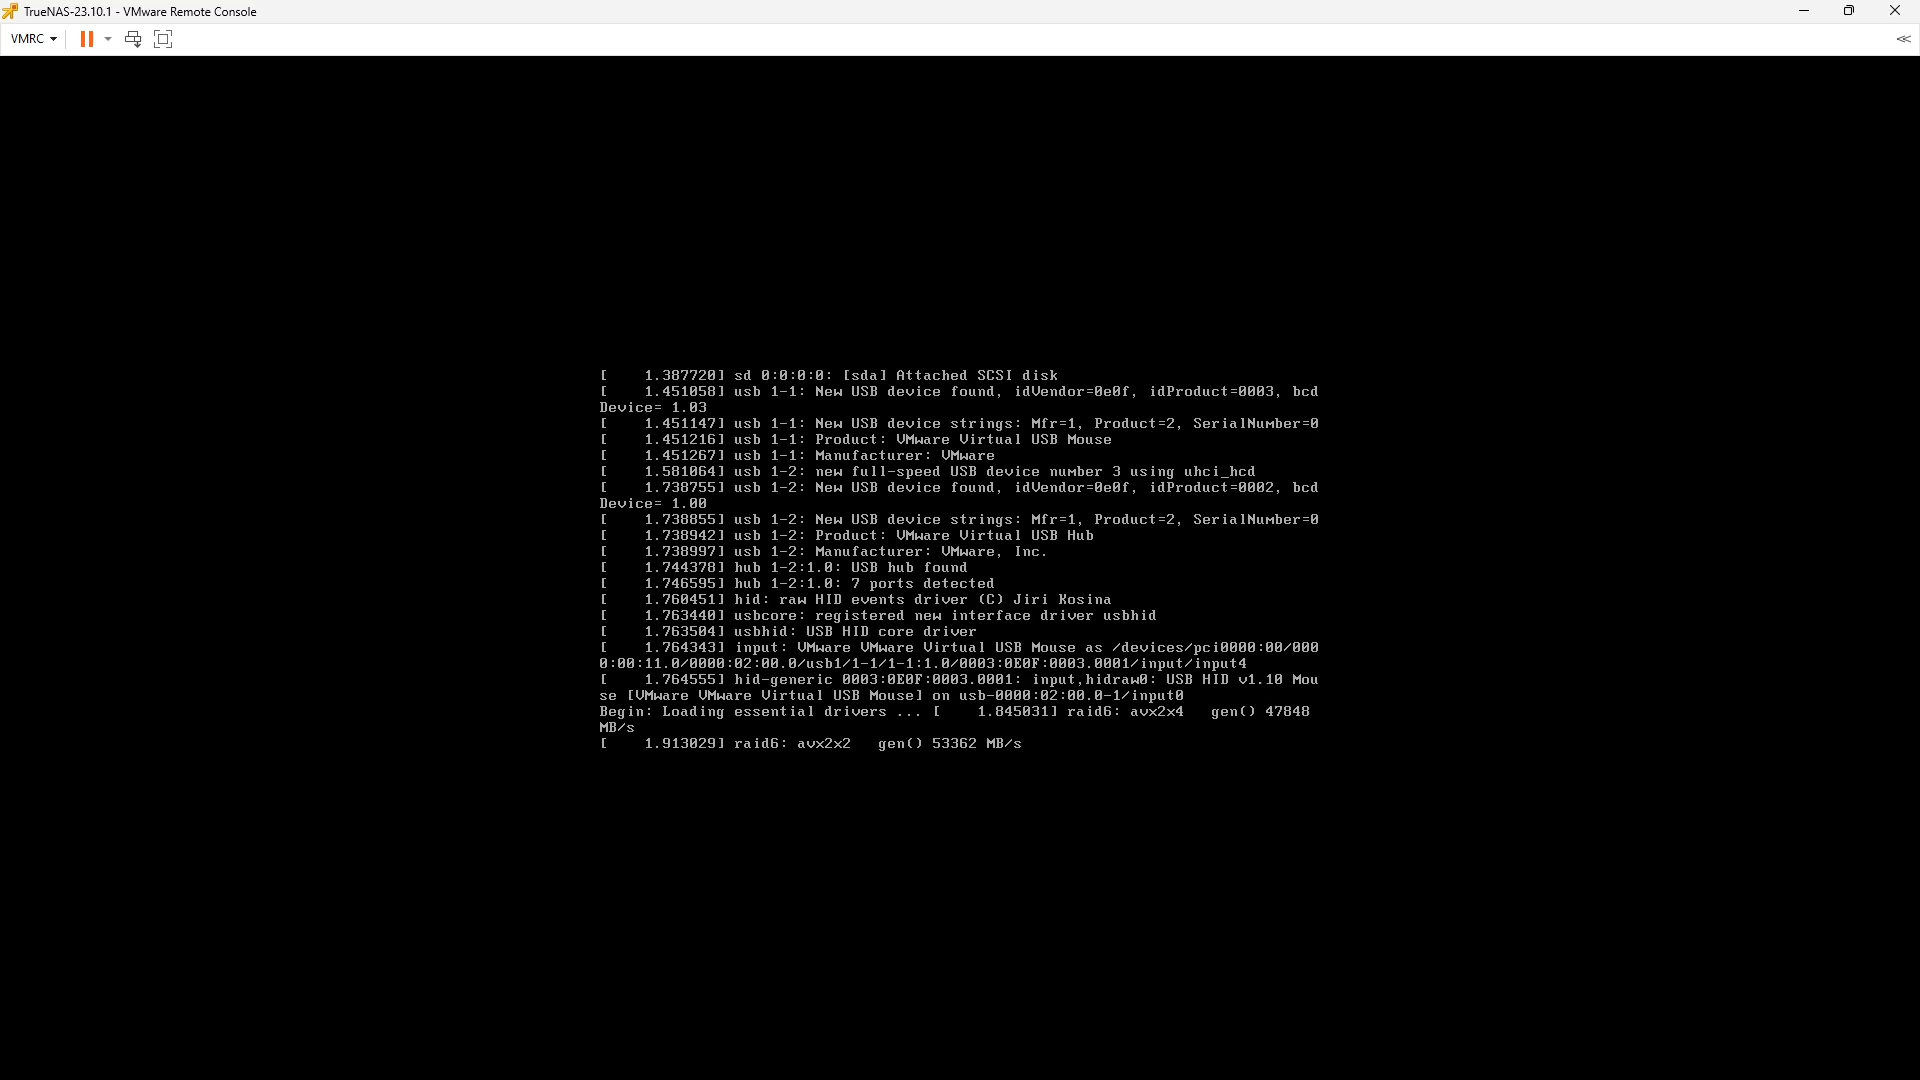 TrueNAS-23.10.1 - VMware Remote Console
VMRC
[    1.387720] sd 0:0:0:0: [sda] Attached SCSI disk
[    1.451058] usb 1-1: New USB device found, idVendor=0e0f, idProduct=0003, bcd
Device= 1.03
[    1.451147] usb 1-1: New USB device strings: Mfr=1, Product=2, SerialNumber=0
[    1.451216] usb 1-1: Product: VMware Virtual USB Mouse
[    1.451267] usb 1-1: Manufacturer: VMware
[    1.581064] usb 1-2: new full-speed USB device number 3 using uhci_hcd
[    1.738755] usb 1-2: New USB device found, idVendor=0e0f, idProduct=0002, bcd
Device= 1.00
[    1.738855] usb 1-2: New USB device strings: Mfr=1, Product=2, SerialNumber=0
[    1.738942] usb 1-2: Product: VMware Virtual USB Hub
[    1.738997] usb 1-2: Manufacturer: VMware, Inc.
[    1.744378] hub 1-2:1.0: USB hub found
[    1.746595] hub 1-2:1.0: 7 ports detected
[    1.760451] hid: raw HID events driver (C) Jiri Kosina
[    1.763440] usbcore: registered new interface driver usbhid
[    1.763504] usbhid: USB HID core driver
[    1.764343] input: VMware VMware Virtual USB Mouse as /devices/pci0000:00/000
0:00:11.0/0000:02:00.0/usb1/1-1/1-1:1.0/0003:0E0F:0003.0001/input/input4
[    1.764555] hid-generic 0003:0E0F:0003.0001: input,hidraw0: USB HID v1.10 Mou
se [VMware VMware Virtual USB Mouse] on usb-0000:02:00.0-1/input0
Begin: Loading essential drivers ... [    1.845031] raid6: avx2x4   gen() 47848
MB/s
[    1.913029] raid6: avx2x2   gen() 53362 MB/s